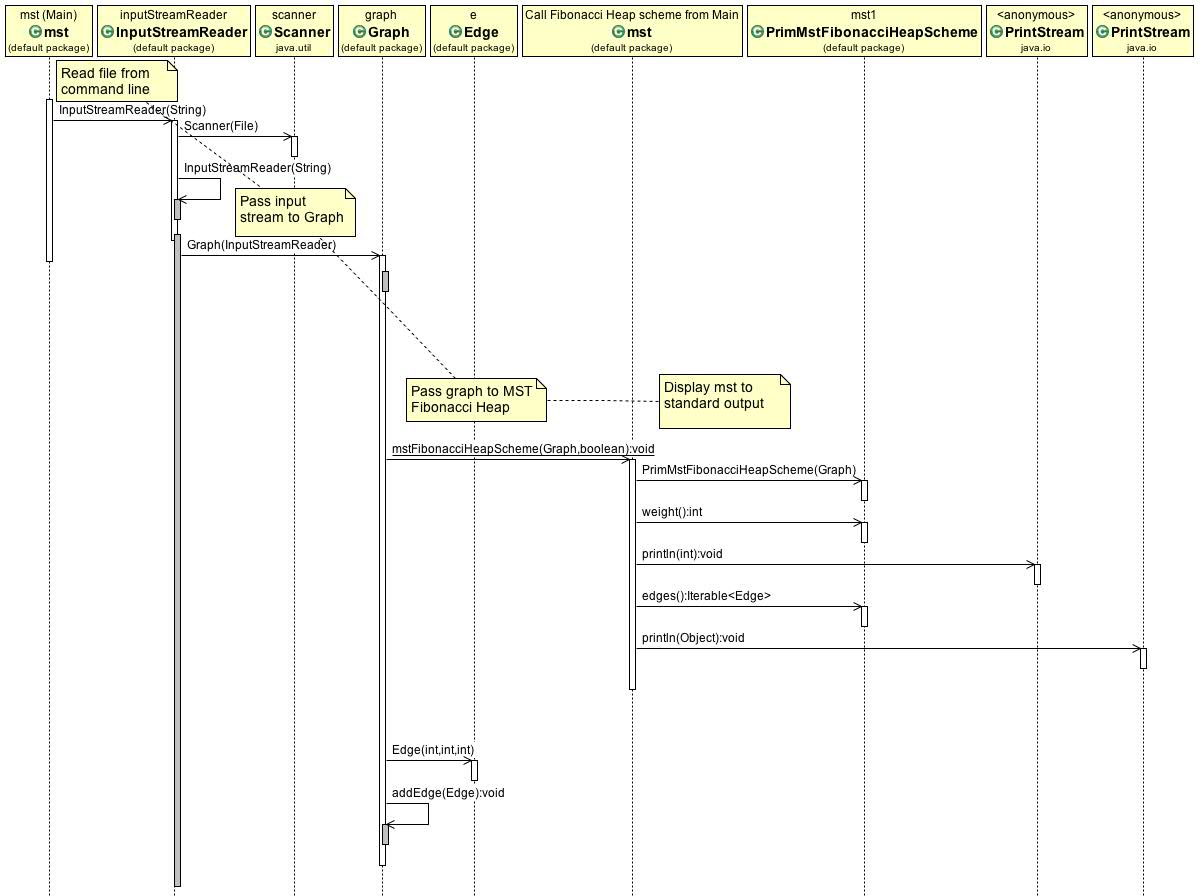 mst (Main)
C mst
(default package)
inputStreamReader
C InputStreamReader
(default package)
scanner
C Scanner
java.util
graph
C Graph
(default package)
e
C Edge
(default package)
Call Fibonacci Heap scheme from Main
C mst
(default package)
mst1
C PrimMstFibonacciHeapScheme
(default package)
<anonymous>
C PrintStream
java.io
<anonymous>
C PrintStream
java.io
Read file from
command line
InputStreamReader(String)
Scanner(File)
InputStreamReader(String)
Pass input
stream to Graph
Graph(InputStreamReader)
Pass graph to MST
Fibonacci Heap
Display mst to
standard output
mstFibonacciHeapScheme(Graph,boolean):void
PrimMstFibonacciHeapScheme(Graph)
weight():int
println(int):void
edges():Iterable<Edge>
println(Object):void
Edge(int,int,int)
addEdge(Edge):void